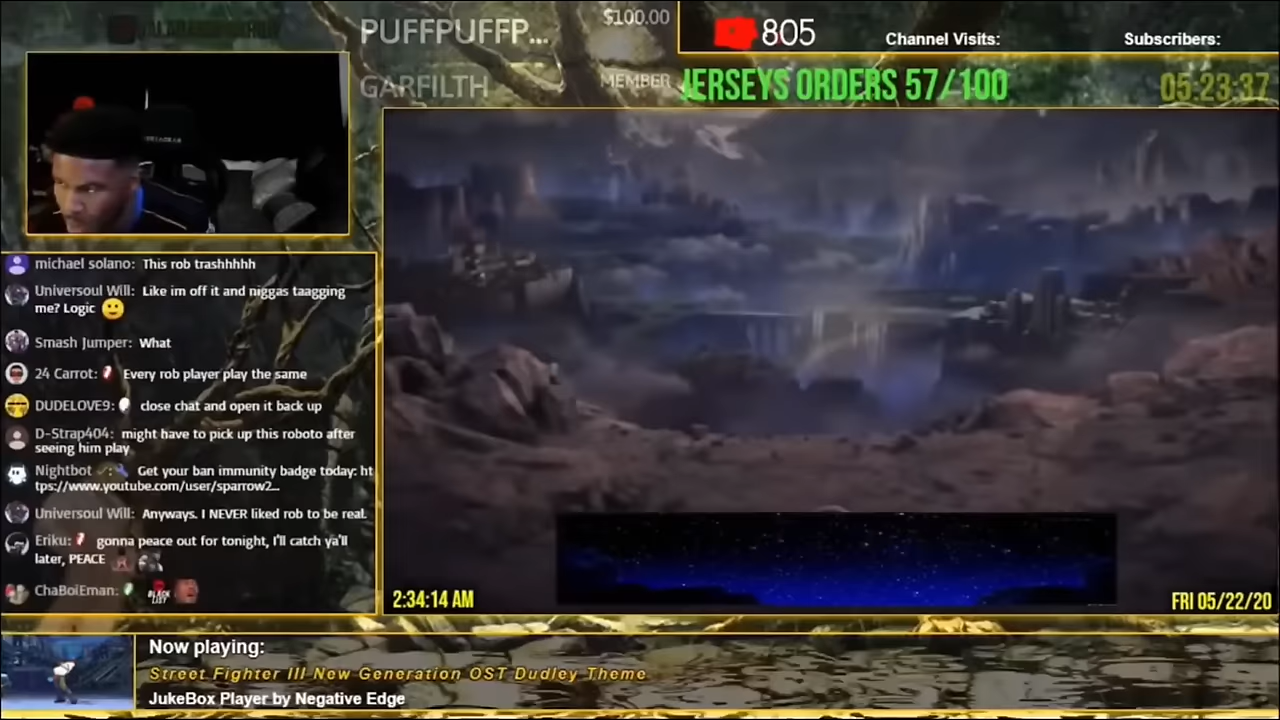 PUFFPUFFP...
$100.00
805
Channel Visits:
Subscribers:
GARFILTH
MEMBER
JERSEYS ORDERS 57/100
05:23:37
michael solano: This rob trashhhhh
Universoul Will: Like im off it and niggas taagging
me? Logic
Smash Jumper: What
24 Carrot: Every rob player play the same
DUDELOVE9: close chat and open it back up
D-Strap404: might have to pick up this roboto after
seeing him play
Nightbot ✓: Get your ban immunity badge today: ht
tps://www.youtube.com/user/sparrow2...
Universoul Will: Anyways. I NEVER liked rob to be real.
Eriku: gonna peace out for tonight, I'll catch ya'll
later, PEACE
ChaBoiEman: BLACK
LIST
2:34:14 AM
FRI 05/22/20
Now playing:
Street Fighter III New Generation OST Dudley Theme
JukeBox Player by Negative Edge